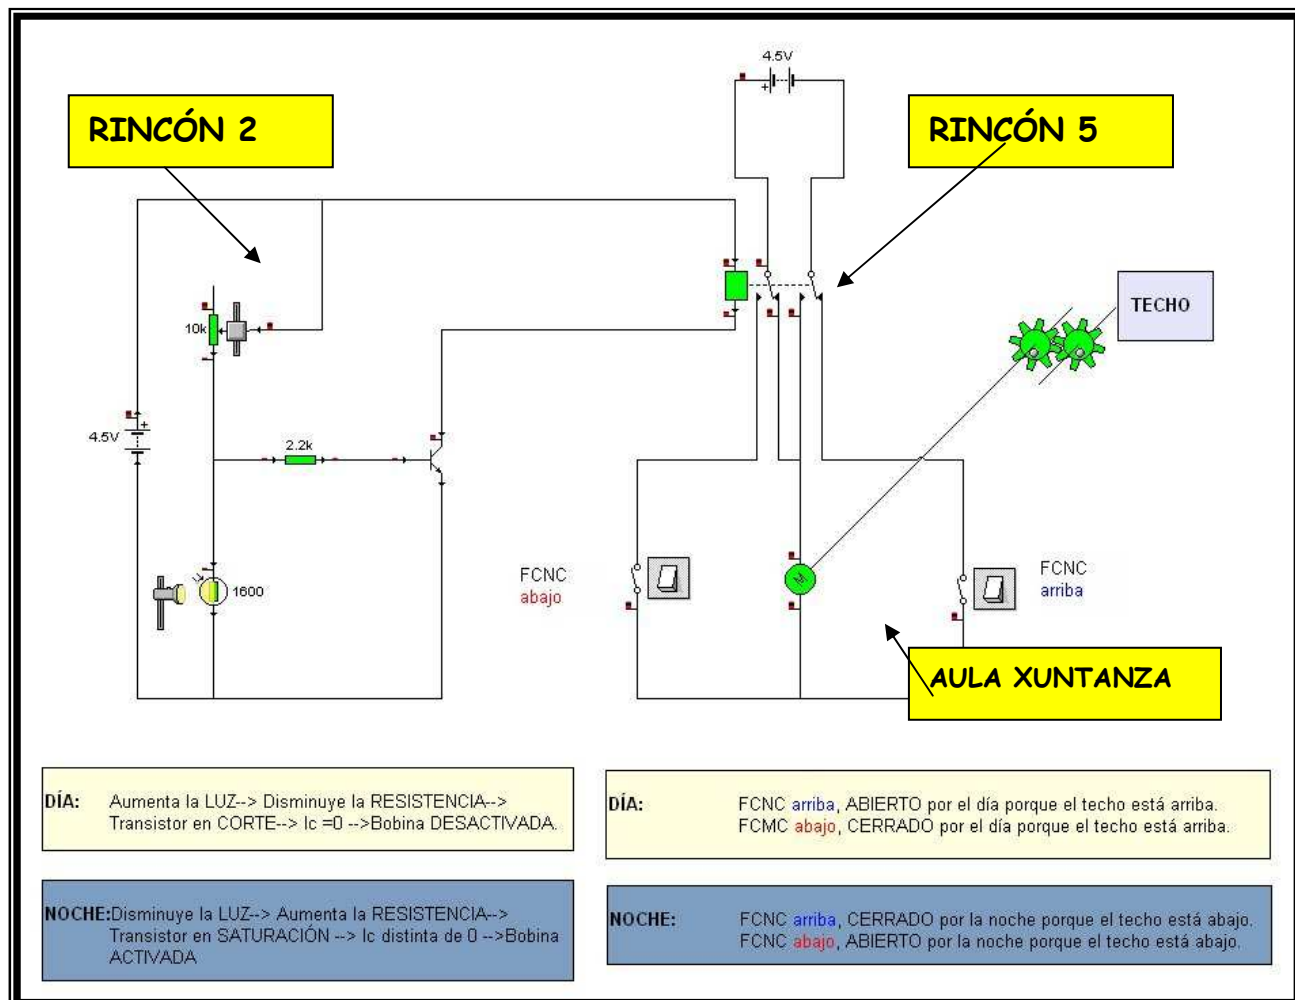 4.5V
RINCÓN 2
RINCÓN 5
TECHO
10k
4.5V
2.2k
1600
FCNC
abajo
M
FCNC
arriba
AULA XUNTANZA
DÍA: Aumenta la LUZ--> Disminuye la RESISTENCIA-->
Transistor en CORTE--> Ic =0 -->Bobina DESACTIVADA.
DÍA: FCNC arriba, ABIERTO por el día porque el techo está arriba.
FCMC abajo, CERRADO por el día porque el techo está arriba.
NOCHE:Disminuye la LUZ--> Aumenta la RESISTENCIA-->
Transistor en SATURACIÓN --> Ic distinta de 0 -->Bobina
ACTIVADA
NOCHE: FCNC arriba, CERRADO por la noche porque el techo está abajo.
FCNC abajo, ABIERTO por la noche porque el techo está abajo.